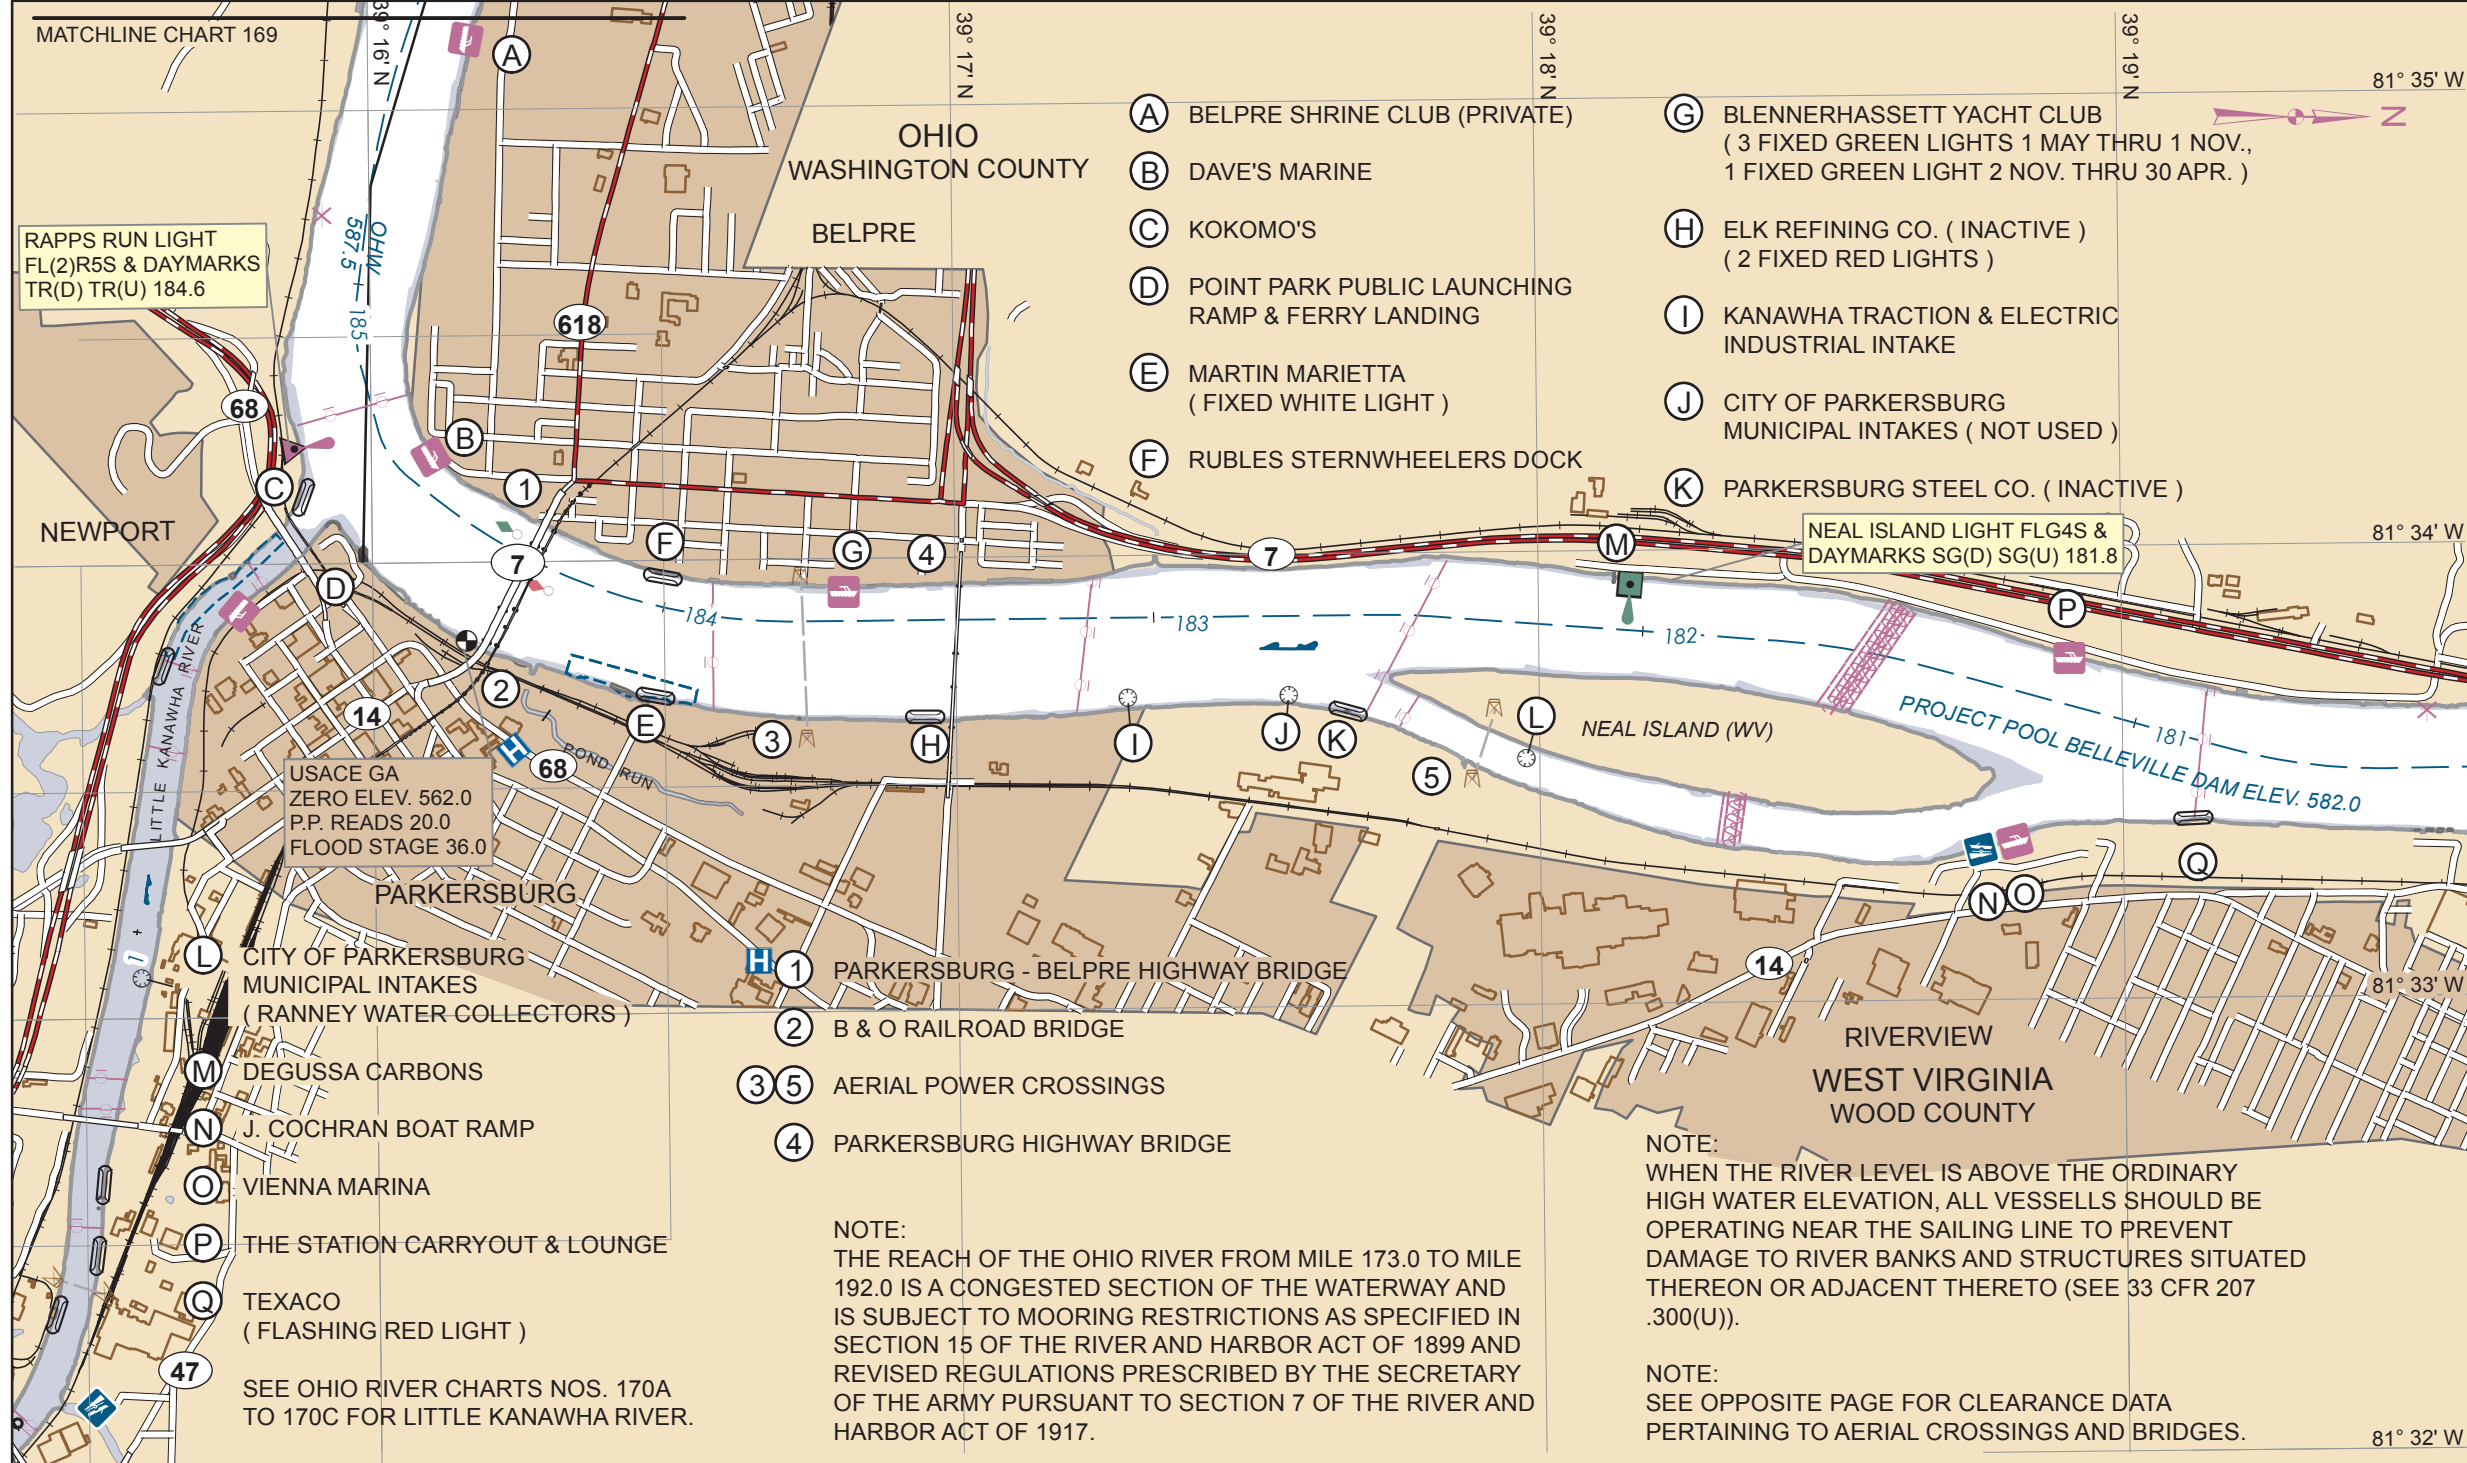 MATCHLINE CHART 169
39° 16' N
39° 17' N
39° 18' N
39° 19' N
81° 35' W
N
A
OHIO
WASHINGTON COUNTY
BELPRE
RAPPS RUN LIGHT
FL(2)R5S & DAYMARKS
TR(D) TR(U) 184.6
OHW
587.5
185
618
68
B
C
1
NEWPORT
D
7
F
G
4
7
M
P
A BELPRE SHRINE CLUB (PRIVATE)
B DAVE'S MARINE
C KOKOMO'S
D POINT PARK PUBLIC LAUNCHING
RAMP & FERRY LANDING
E MARTIN MARIETTA
( FIXED WHITE LIGHT )
F RUBLES STERNWHEELERS DOCK
G BLENNERHASSETT YACHT CLUB
( 3 FIXED GREEN LIGHTS 1 MAY THRU 1 NOV.,
1 FIXED GREEN LIGHT 2 NOV. THRU 30 APR. )
H ELK REFINING CO. ( INACTIVE )
( 2 FIXED RED LIGHTS )
I KANAWHA TRACTION & ELECTRIC
INDUSTRIAL INTAKE
J CITY OF PARKERSBURG
MUNICIPAL INTAKES ( NOT USED )
K PARKERSBURG STEEL CO. ( INACTIVE )
NEAL ISLAND LIGHT FLG4S &
DAYMARKS SG(D) SG(U) 181.8
81° 34' W
184
183
182
181
PROJECT POOL BELLEVILLE DAM ELEV. 582.0
NEAL ISLAND (WV)
LITTLE KANAWHA RIVER
2
14
E
3
H
I
J
K
5
L
H
68
POND RUN
USACE GA
ZERO ELEV. 562.0
P.P. READS 20.0
FLOOD STAGE 36.0
PARKERSBURG
N
O
Q
14
1
H
81° 33' W
L CITY OF PARKERSBURG
MUNICIPAL INTAKES
( RANNEY WATER COLLECTORS )
M DEGUSSA CARBONS
N J. COCHRAN BOAT RAMP
O VIENNA MARINA
P THE STATION CARRYOUT & LOUNGE
Q TEXACO
( FLASHING RED LIGHT )
47
SEE OHIO RIVER CHARTS NOS. 170A
TO 170C FOR LITTLE KANAWHA RIVER.
1 PARKERSBURG - BELPRE HIGHWAY BRIDGE
2 B & O RAILROAD BRIDGE
3 5 AERIAL POWER CROSSINGS
4 PARKERSBURG HIGHWAY BRIDGE
NOTE:
THE REACH OF THE OHIO RIVER FROM MILE 173.0 TO MILE
192.0 IS A CONGESTED SECTION OF THE WATERWAY AND
IS SUBJECT TO MOORING RESTRICTIONS AS SPECIFIED IN
SECTION 15 OF THE RIVER AND HARBOR ACT OF 1899 AND
REVISED REGULATIONS PRESCRIBED BY THE SECRETARY
OF THE ARMY PURSUANT TO SECTION 7 OF THE RIVER AND
HARBOR ACT OF 1917.
RIVERVIEW
WEST VIRGINIA
WOOD COUNTY
NOTE:
WHEN THE RIVER LEVEL IS ABOVE THE ORDINARY
HIGH WATER ELEVATION, ALL VESSELLS SHOULD BE
OPERATING NEAR THE SAILING LINE TO PREVENT
DAMAGE TO RIVER BANKS AND STRUCTURES SITUATED
THEREON OR ADJACENT THERETO (SEE 33 CFR 207
.300(U)).
NOTE:
SEE OPPOSITE PAGE FOR CLEARANCE DATA
PERTAINING TO AERIAL CROSSINGS AND BRIDGES.
81° 32' W